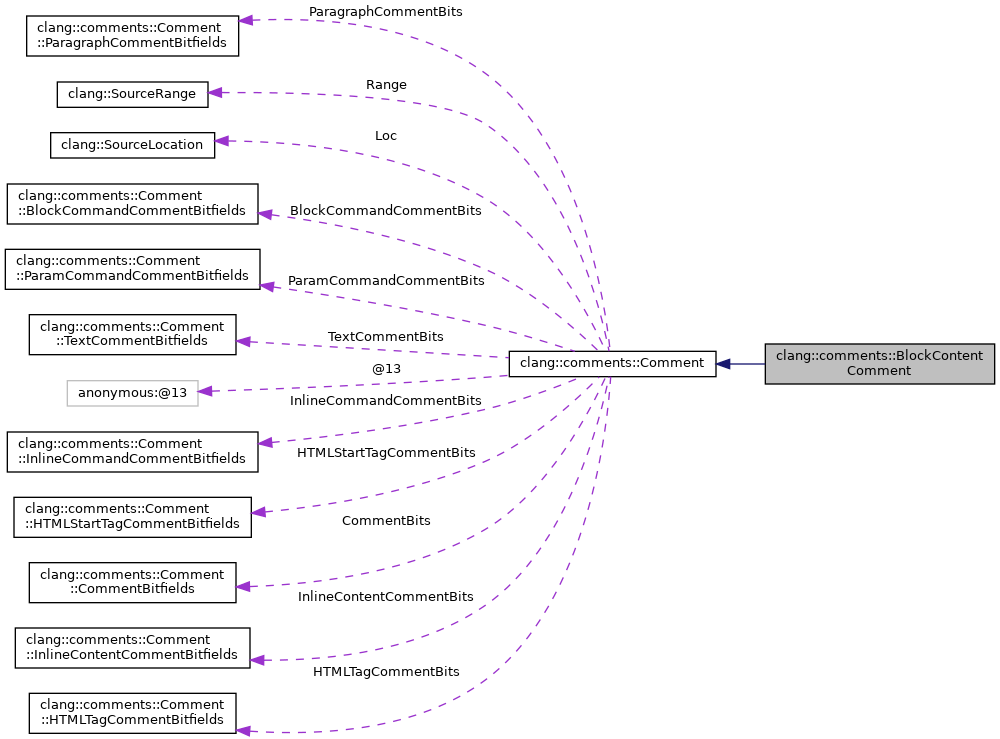 ParagraphCommentBits
clang::comments::Comment
::ParagraphCommentBitfields
Range
clang::SourceRange
Loc
clang::SourceLocation
clang::comments::Comment
::BlockCommandCommentBitfields
BlockCommandCommentBits
clang::comments::Comment
::ParamCommandCommentBitfields
ParamCommandCommentBits
clang::comments::Comment
::TextCommentBitfields
TextCommentBits
clang::comments::Comment
clang::comments::BlockContent
Comment
@13
anonymous:@13
InlineCommandCommentBits
clang::comments::Comment
::InlineCommandCommentBitfields
HTMLStartTagCommentBits
clang::comments::Comment
::HTMLStartTagCommentBitfields
CommentBits
clang::comments::Comment
::CommentBitfields
InlineContentCommentBits
clang::comments::Comment
::InlineContentCommentBitfields
HTMLTagCommentBits
clang::comments::Comment
::HTMLTagCommentBitfields